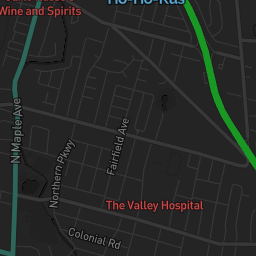 Ho-Ho-Kus
Wine and Spirits
N Maple Ave
Fairfield Ave
Northern Pkwy
The Valley Hospital
Colonial Rd